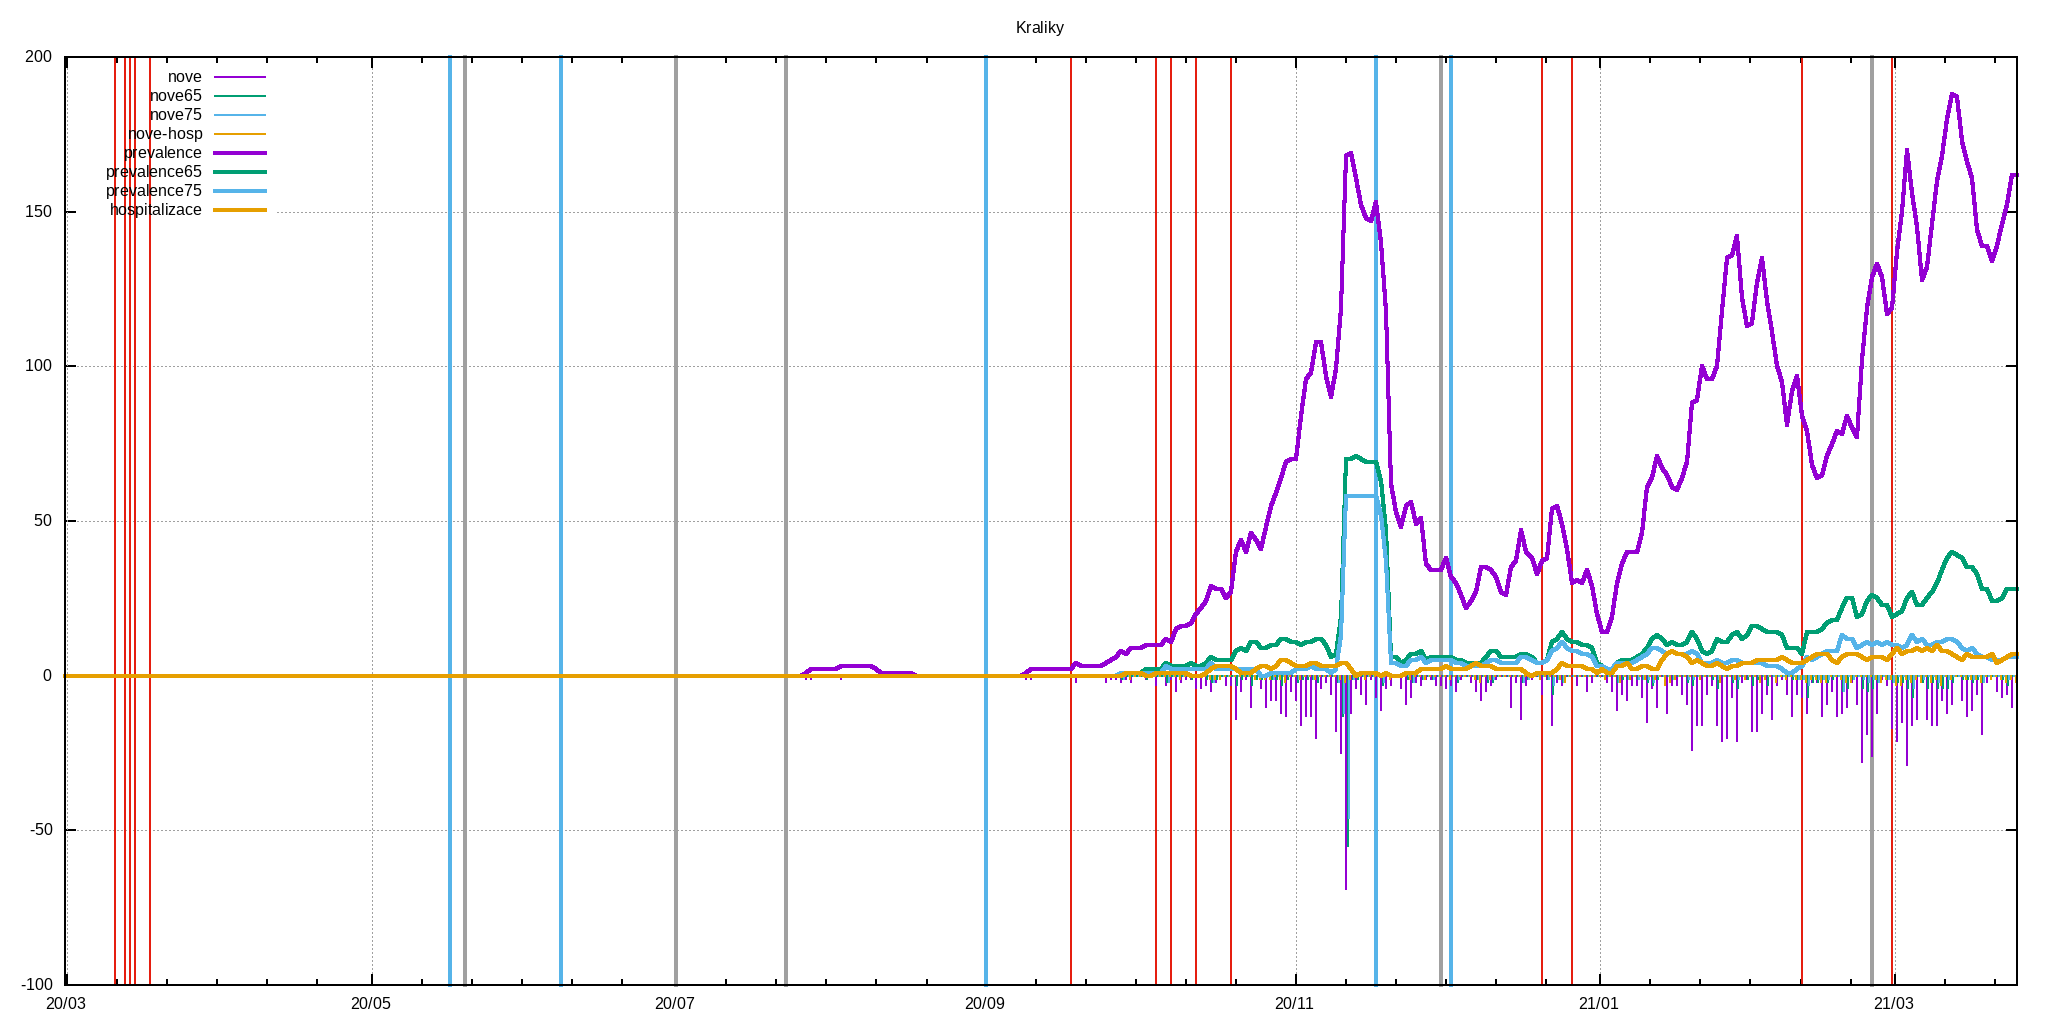 Kraliky
200
150
100
50
0
-50
-100
nove
nove65
nove75
nove-hosp
prevalence
prevalence65
prevalence75
hospitalizace
20/03 20/05 20/07 20/09 20/11 21/01 21/03